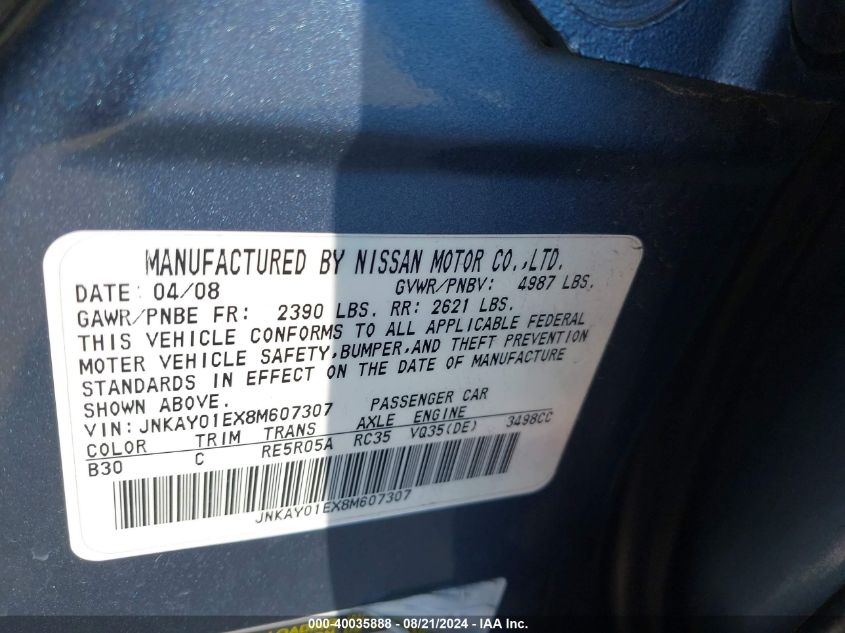 MANUFACTURED BY NISSAN MOTOR CO.,LTD.
DATE: 04/08 GVWR/PNBV: 4987 LBS.
GAWR/PNBE FR: 2390 LBS. RR: 2621 LBS.
THIS VEHICLE CONFORMS TO ALL APPLICABLE FEDERAL
MOTER VEHICLE SAFETY,BUMPER,AND THEFT PREVENTION
STANDARDS IN EFFECT ON THE DATE OF MANUFACTURE
SHOWN ABOVE.
VIN: JNKAY01EX8M607307 PASSENGER CAR
COLOR TRIM TRANS AXLE ENGINE
B30 C RE5R05A RC35 VQ35(DE) 3498CC
JNKAY01EX8M607307
LOADING
000-40035888 - 08/21/2024 - IAA Inc.